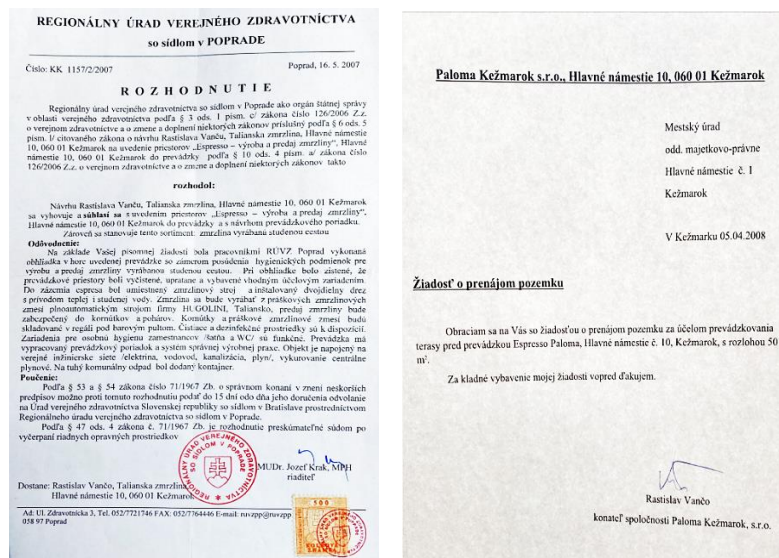 REGIONÁLNY ÚRAD VEREJNÉHO ZDRAVOTNÍCTVA
so sídlom v POPRADE
Číslo: KK 1157/2/2007
Poprad, 16. 5. 2007
R O Z H O D N U T I E
Regionálny úrad verejného zdravotníctva so sídlom v Poprade ako orgán štátnej správy
v oblasti verejného zdravotníctva podľa § 3 ods. 1 písm. c/ zákona číslo 126/2006 Z.z.
o verejnom zdravotníctve a o zmene a doplnení niektorých zákonov príslušný podľa § 6 ods. 5
písm. l/ citovaného zákona o návrhu Rastislava Vanču, Talianska zmrzlina, Hlavné námestie
10, 060 01 Kežmarok na uvedenie priestorov „Espresso – výroba a predaj zmrzliny“, Hlavné
námestie 10, 060 01 Kežmarok do prevádzky podľa § 10 ods. 4 písm. a/ zákona číslo
126/2006 Z.z. o verejnom zdravotníctve a o zmene a doplnení niektorých zákonov takto
rozhodol:
Návrhu Rastislava Vanču, Talianska zmrzlina, Hlavné námestie 10, 060 01 Kežmarok
sa vyhovuje a súhlasí sa s uvedením priestorov „Espresso – výroba a predaj zmrzliny“,
Hlavné námestie 10, 060 01 Kežmarok do prevádzky a s návrhom prevádzkového poriadku.
Zároveň sa stanovuje tento sortiment: zmrzlina vyrábaná studenou cestou
Odôvodnenie:
Na základe Vašej písomnej žiadosti bola pracovníkmi RÚVZ Poprad vykonaná
obhliadka v hore uvedenej prevádzke so zámerom posúdenia hygienických podmienok pre
výrobu a predaj zmrzliny vyrábanou studenou cestou. Pri obhliadke bolo zistené, že
prevádzkové priestory boli vyčistené, upratané a vybavené vhodným účelovým zariadením.
Do zázemia espresa bol umiestnený zmrzlinový stroj a inštalovaný dvojdielny drez
s prívodom teplej i studenej vody. Zmrzlina sa bude vyrábať z práškových zmrzlinových
zmesí plnoautomatickým strojom firmy HUGOLINI, Taliansko, predaj zmrzliny bude
zabezpečený do kornútkov a pohárov. Kornútky a práškové zmrzlinové zmesi budú
skladované v regáli pod barovým pultom. Čistiace a dezinfekčné prostriedky sú k dispozícii.
Zariadenia pre osobnú hygienu zamestnancov /šatňa a WC/ sú funkčné. Prevádzka má
vypracovaný prevádzkový poriadok a systém správnej výrobnej praxe. Objekt je napojený na
verejné inžinierske siete /elektrina, vodovod, kanalizácia, plyn/, vykurovanie centrálne
plynové. Na tuhý komunálny odpad bol dodaný kontajner.
Poučenie:
Podľa § 53 a § 54 zákona číslo 71/1967 Zb. o správnom konaní v znení neskorších
predpisov možno proti tomuto rozhodnutiu podať do 15 dní odo dňa jeho doručenia odvolanie
na Úrad verejného zdravotníctva Slovenskej republiky so sídlom v Bratislave prostredníctvom
Regionálneho úradu verejného zdravotníctva so sídlom v Poprade.
Podľa § 47 ods. 4 zákona č. 71/1967 Zb. je rozhodnutie preskúmateľné súdom po
vyčerpaní riadnych opravných prostriedkov
REGIONÁLNY ÚRAD VEREJNÉHO ZDRAVOTNÍCTVA SO SÍDLOM V POPRADE
MUDr. Jozef Krak, MPH
riaditeľ
Dostane: Rastislav Vančo, Talianska zmrzlina
Hlavné námestie 10, 060 01 Kežmarok
Ad: Ul. Zdravotnícka 3, Tel. 052/7721746 FAX: 052/7764446 E-mail: ruvzpp@ruvzpp.
058 97 Poprad
500
Paloma Kežmarok s.r.o., Hlavné námestie 10, 060 01 Kežmarok
Mestský úrad
odd. majetkovo-právne
Hlavné námestie č. 1
Kežmarok
V Kežmarku 05.04.2008
Žiadosť o prenájom pozemku
Obraciam sa na Vás so žiadosťou o prenájom pozemku za účelom prevádzkovania
terasy pred prevádzkou Espresso Paloma, Hlavné námestie č. 10, Kežmarok, s rozlohou 50
m².
Za kladné vybavenie mojej žiadosti vopred ďakujem.
Rastislav Vančo
konateľ spoločnosti Paloma Kežmarok, s.r.o.